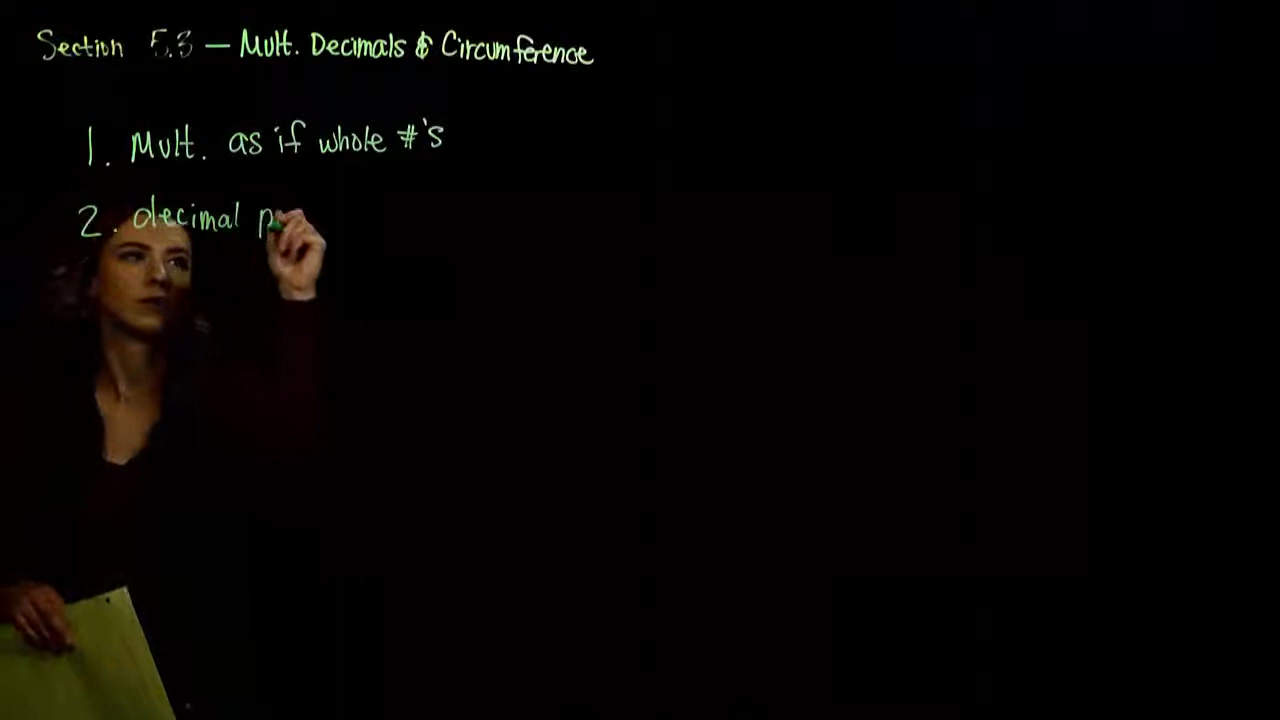 Section 5.3 — Mult. Decimals & Circumference
1. Mult. as if whole #'s
2. decimal p